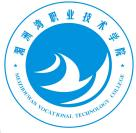 湄洲湾职业技术学院
MEIZHOUWAN VOCATIONAL TECHNOLOGY COLLEGE